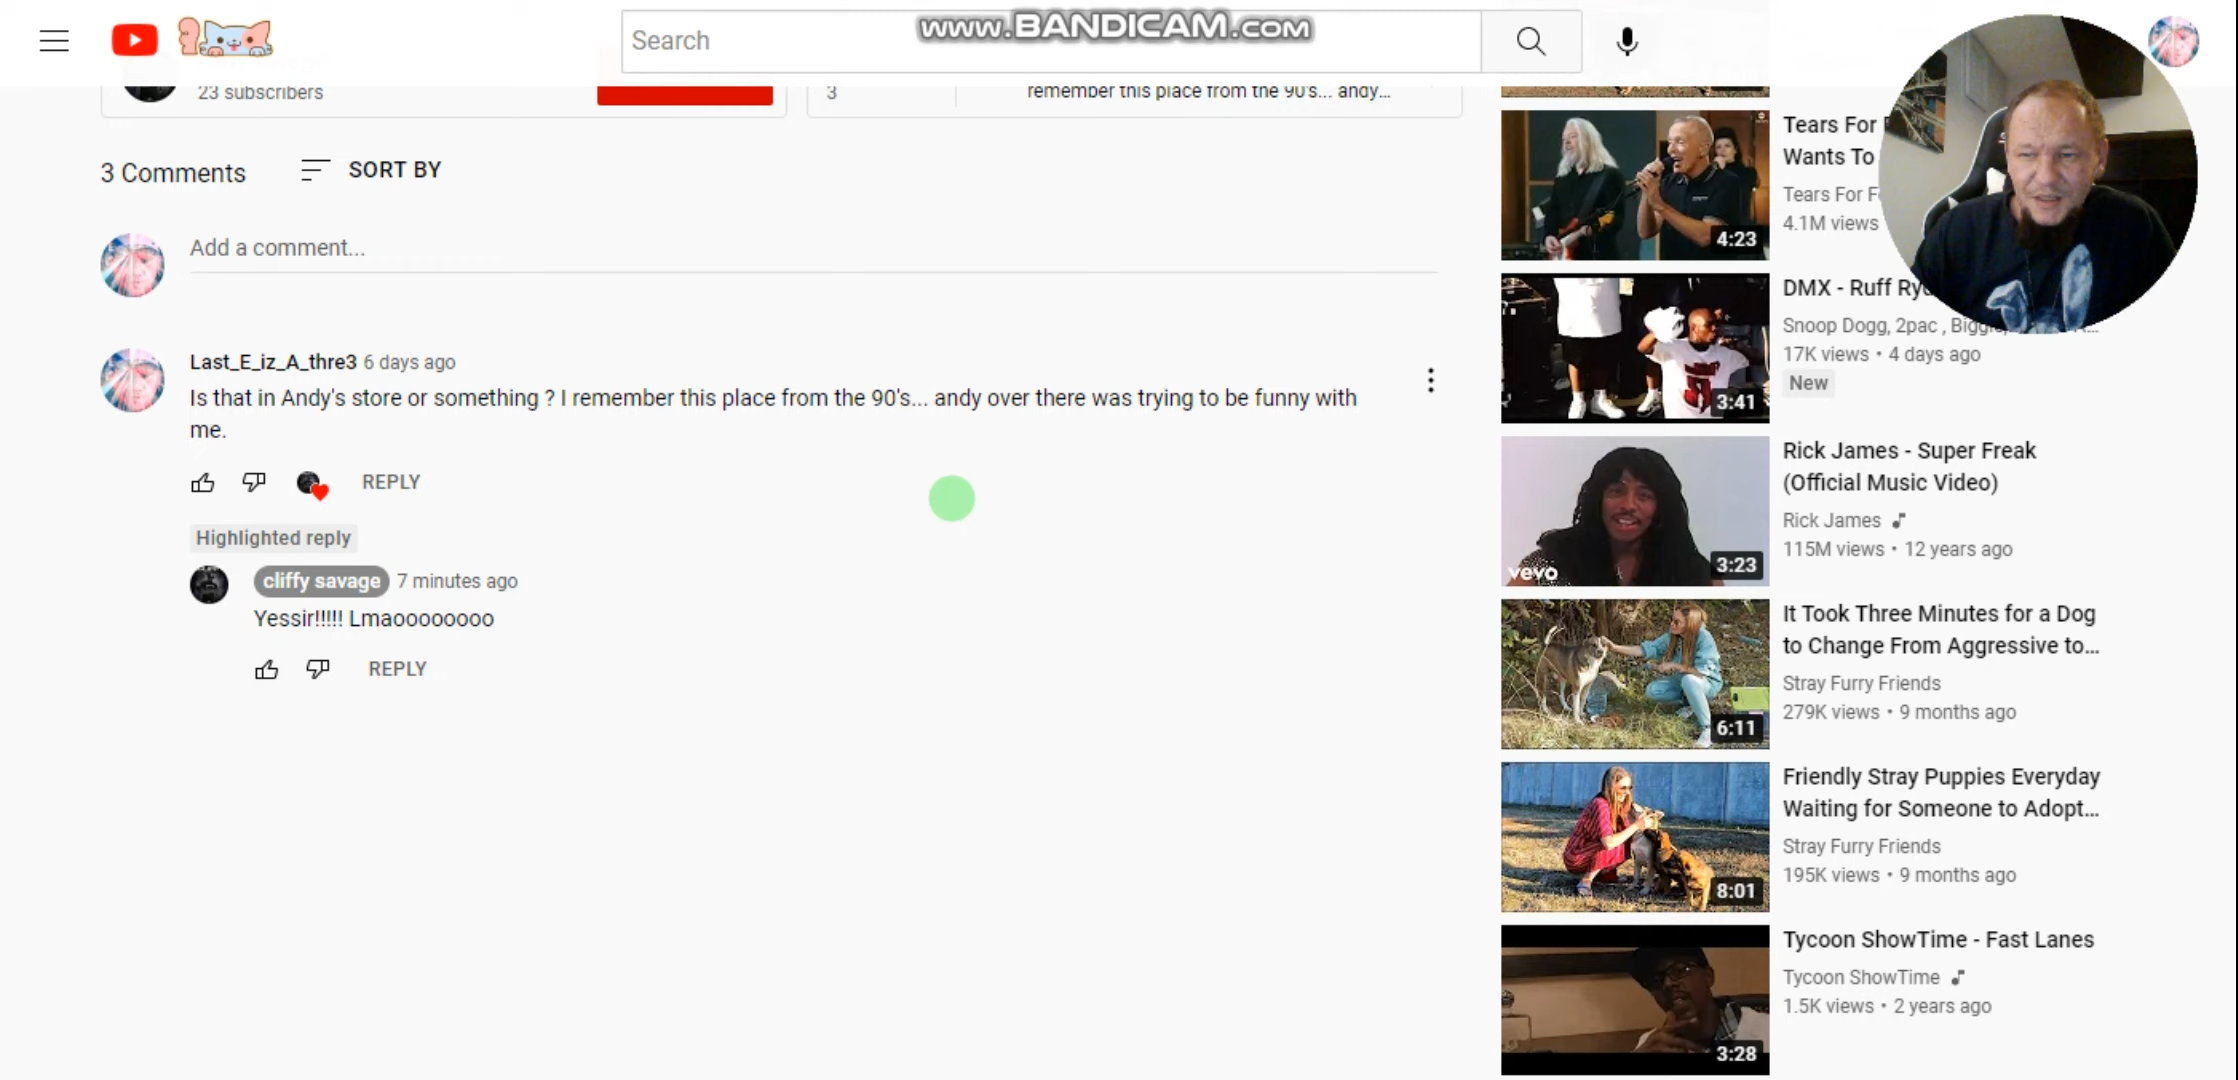 Search
www.BANDICAM.com
23 subscribers
3
remember this place from the 90's... andy...
3 Comments
SORT BY
Add a comment...
Last_E_iz_A_thre3 6 days ago
Is that in Andy's store or something ? I remember this place from the 90's... andy over there was trying to be funny with
me.
REPLY
Highlighted reply
cliffy savage 7 minutes ago
Yessir!!!!! Lmaoooooooo
REPLY
4:23
Tears For
Wants To
Tears For
4.1M views
3:41
DMX - Ruff
Snoop Dogg, 2pac ,
17K views • 4 days ago
New
vevo
3:23
Rick James - Super Freak
(Official Music Video)
Rick James
115M views • 12 years ago
6:11
It Took Three Minutes for a Dog
to Change From Aggressive to...
Stray Furry Friends
279K views • 9 months ago
8:01
Friendly Stray Puppies Everyday
Waiting for Someone to Adopt...
Stray Furry Friends
195K views • 9 months ago
3:28
Tycoon ShowTime - Fast Lanes
Tycoon ShowTime
1.5K views • 2 years ago